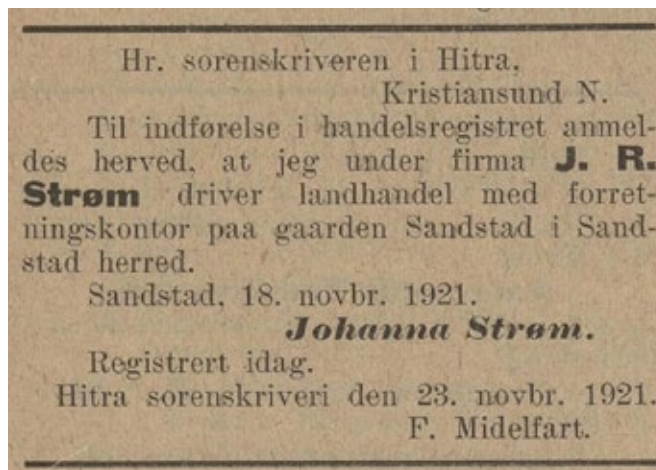 Hr. sorenskriveren i Hitra,
Kristiansund N.
Til indførelse i handelsregistret anmel-
des herved, at jeg under firma J. R.
Strøm driver landhandel med forret-
ningskontor paa gaarden Sandstad i Sand-
stad herred.
Sandstad, 18. novbr. 1921.
Johanna Strøm.
Registrert idag.
Hitra sorenskriveri den 23. novbr. 1921.
F. Midelfart.